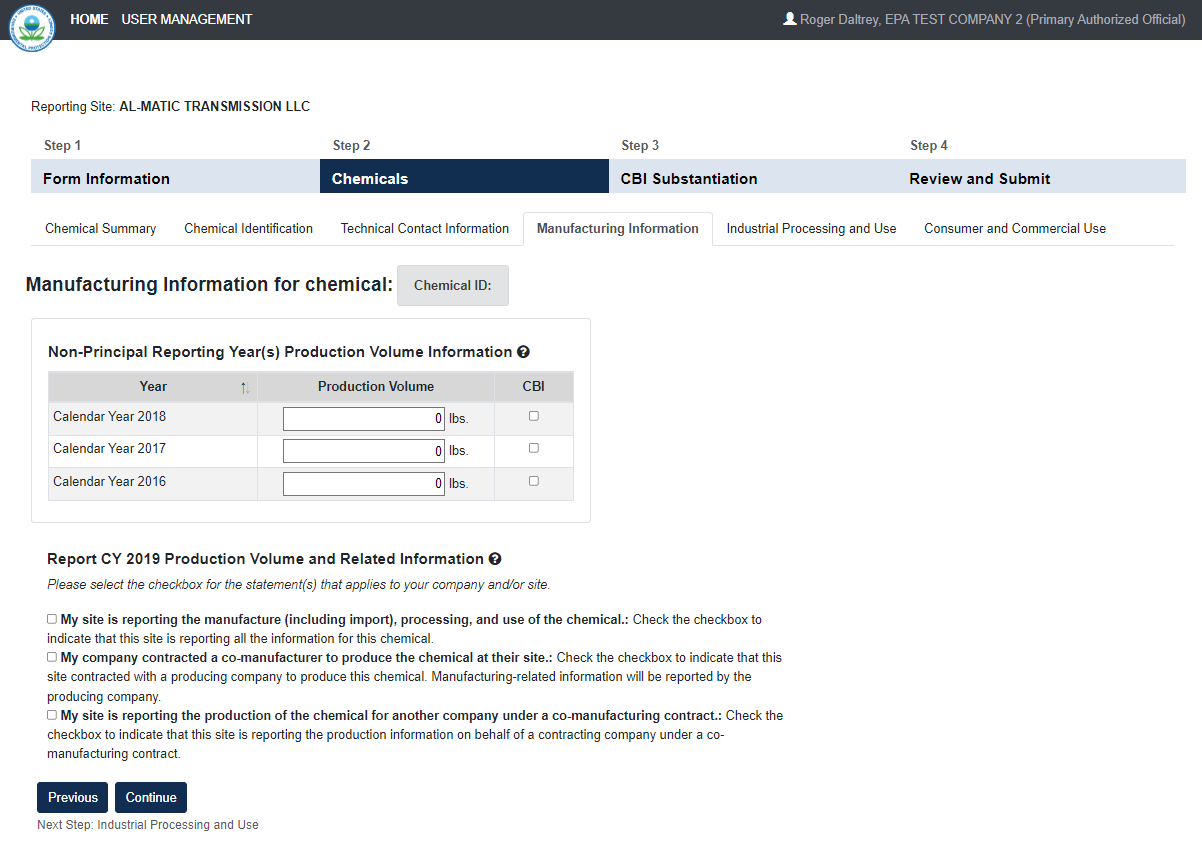 HOME USER MANAGEMENT Roger Daltrey, EPA TEST COMPANY 2 (Primary Authorized Official)
Reporting Site: AL-MATIC TRANSMISSION LLC
Step 1 Step 2 Step 3 Step 4
Form Information Chemicals CBI Substantiation Review and Submit
Chemical Summary Chemical Identification Technical Contact Information Manufacturing Information Industrial Processing and Use Consumer and Commercial Use
Manufacturing Information for chemical: Chemical ID:
Non-Principal Reporting Year(s) Production Volume Information
Year Production Volume CBI
Calendar Year 2018 0 lbs.
Calendar Year 2017 0 lbs.
Calendar Year 2016 0 lbs.
Report CY 2019 Production Volume and Related Information
Please select the checkbox for the statement(s) that applies to your company and/or site.
My site is reporting the manufacture (including import), processing, and use of the chemical.: Check the checkbox to
indicate that this site is reporting all the information for this chemical.
My company contracted a co-manufacturer to produce the chemical at their site.: Check the checkbox to indicate that this
site contracted with a producing company to produce this chemical. Manufacturing-related information will be reported by the
producing company.
My site is reporting the production of the chemical for another company under a co-manufacturing contract.: Check the
checkbox to indicate that this site is reporting the production information on behalf of a contracting company under a co-
manufacturing contract.
Previous Continue
Next Step: Industrial Processing and Use